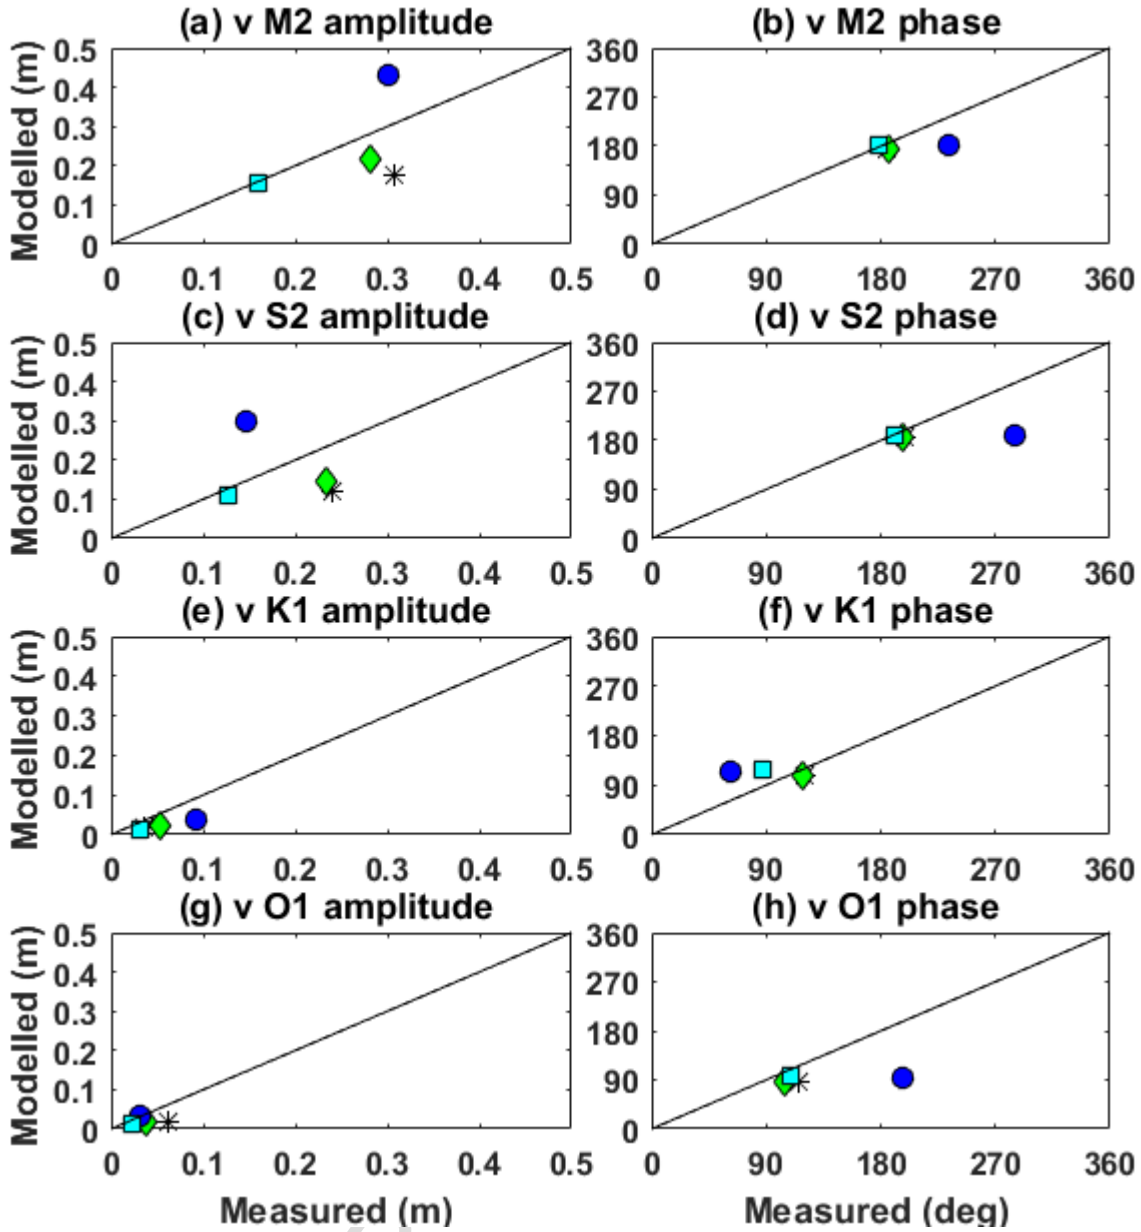 (a) v M2 amplitude
(b) v M2 phase
Modelled (m)
0.5
0.4
0.3
0.2
0.1
0
0 0.1 0.2 0.3 0.4 0.5
360
270
180
90
0
0 90 180 270 360
(c) v S2 amplitude
(d) v S2 phase
Modelled (m)
0.5
0.4
0.3
0.2
0.1
0
0 0.1 0.2 0.3 0.4 0.5
360
270
180
90
0
0 90 180 270 360
(e) v K1 amplitude
(f) v K1 phase
Modelled (m)
0.5
0.4
0.3
0.2
0.1
0
0 0.1 0.2 0.3 0.4 0.5
360
270
180
90
0
0 90 180 270 360
(g) v O1 amplitude
(h) v O1 phase
Modelled (m)
0.5
0.4
0.3
0.2
0.1
0
0 0.1 0.2 0.3 0.4 0.5
Measured (m)
360
270
180
90
0
0 90 180 270 360
Measured (deg)